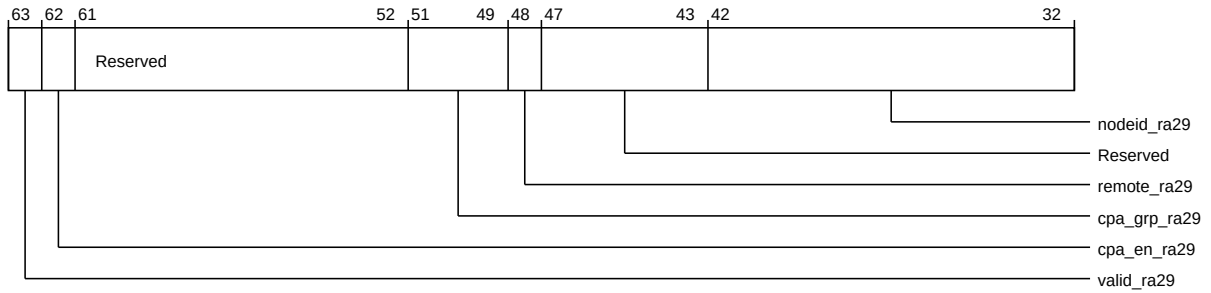 63 62 61 52 51 49 48 47 43 42 32
Reserved
nodeid_ra29
Reserved
remote_ra29
cpa_grp_ra29
cpa_en_ra29
valid_ra29